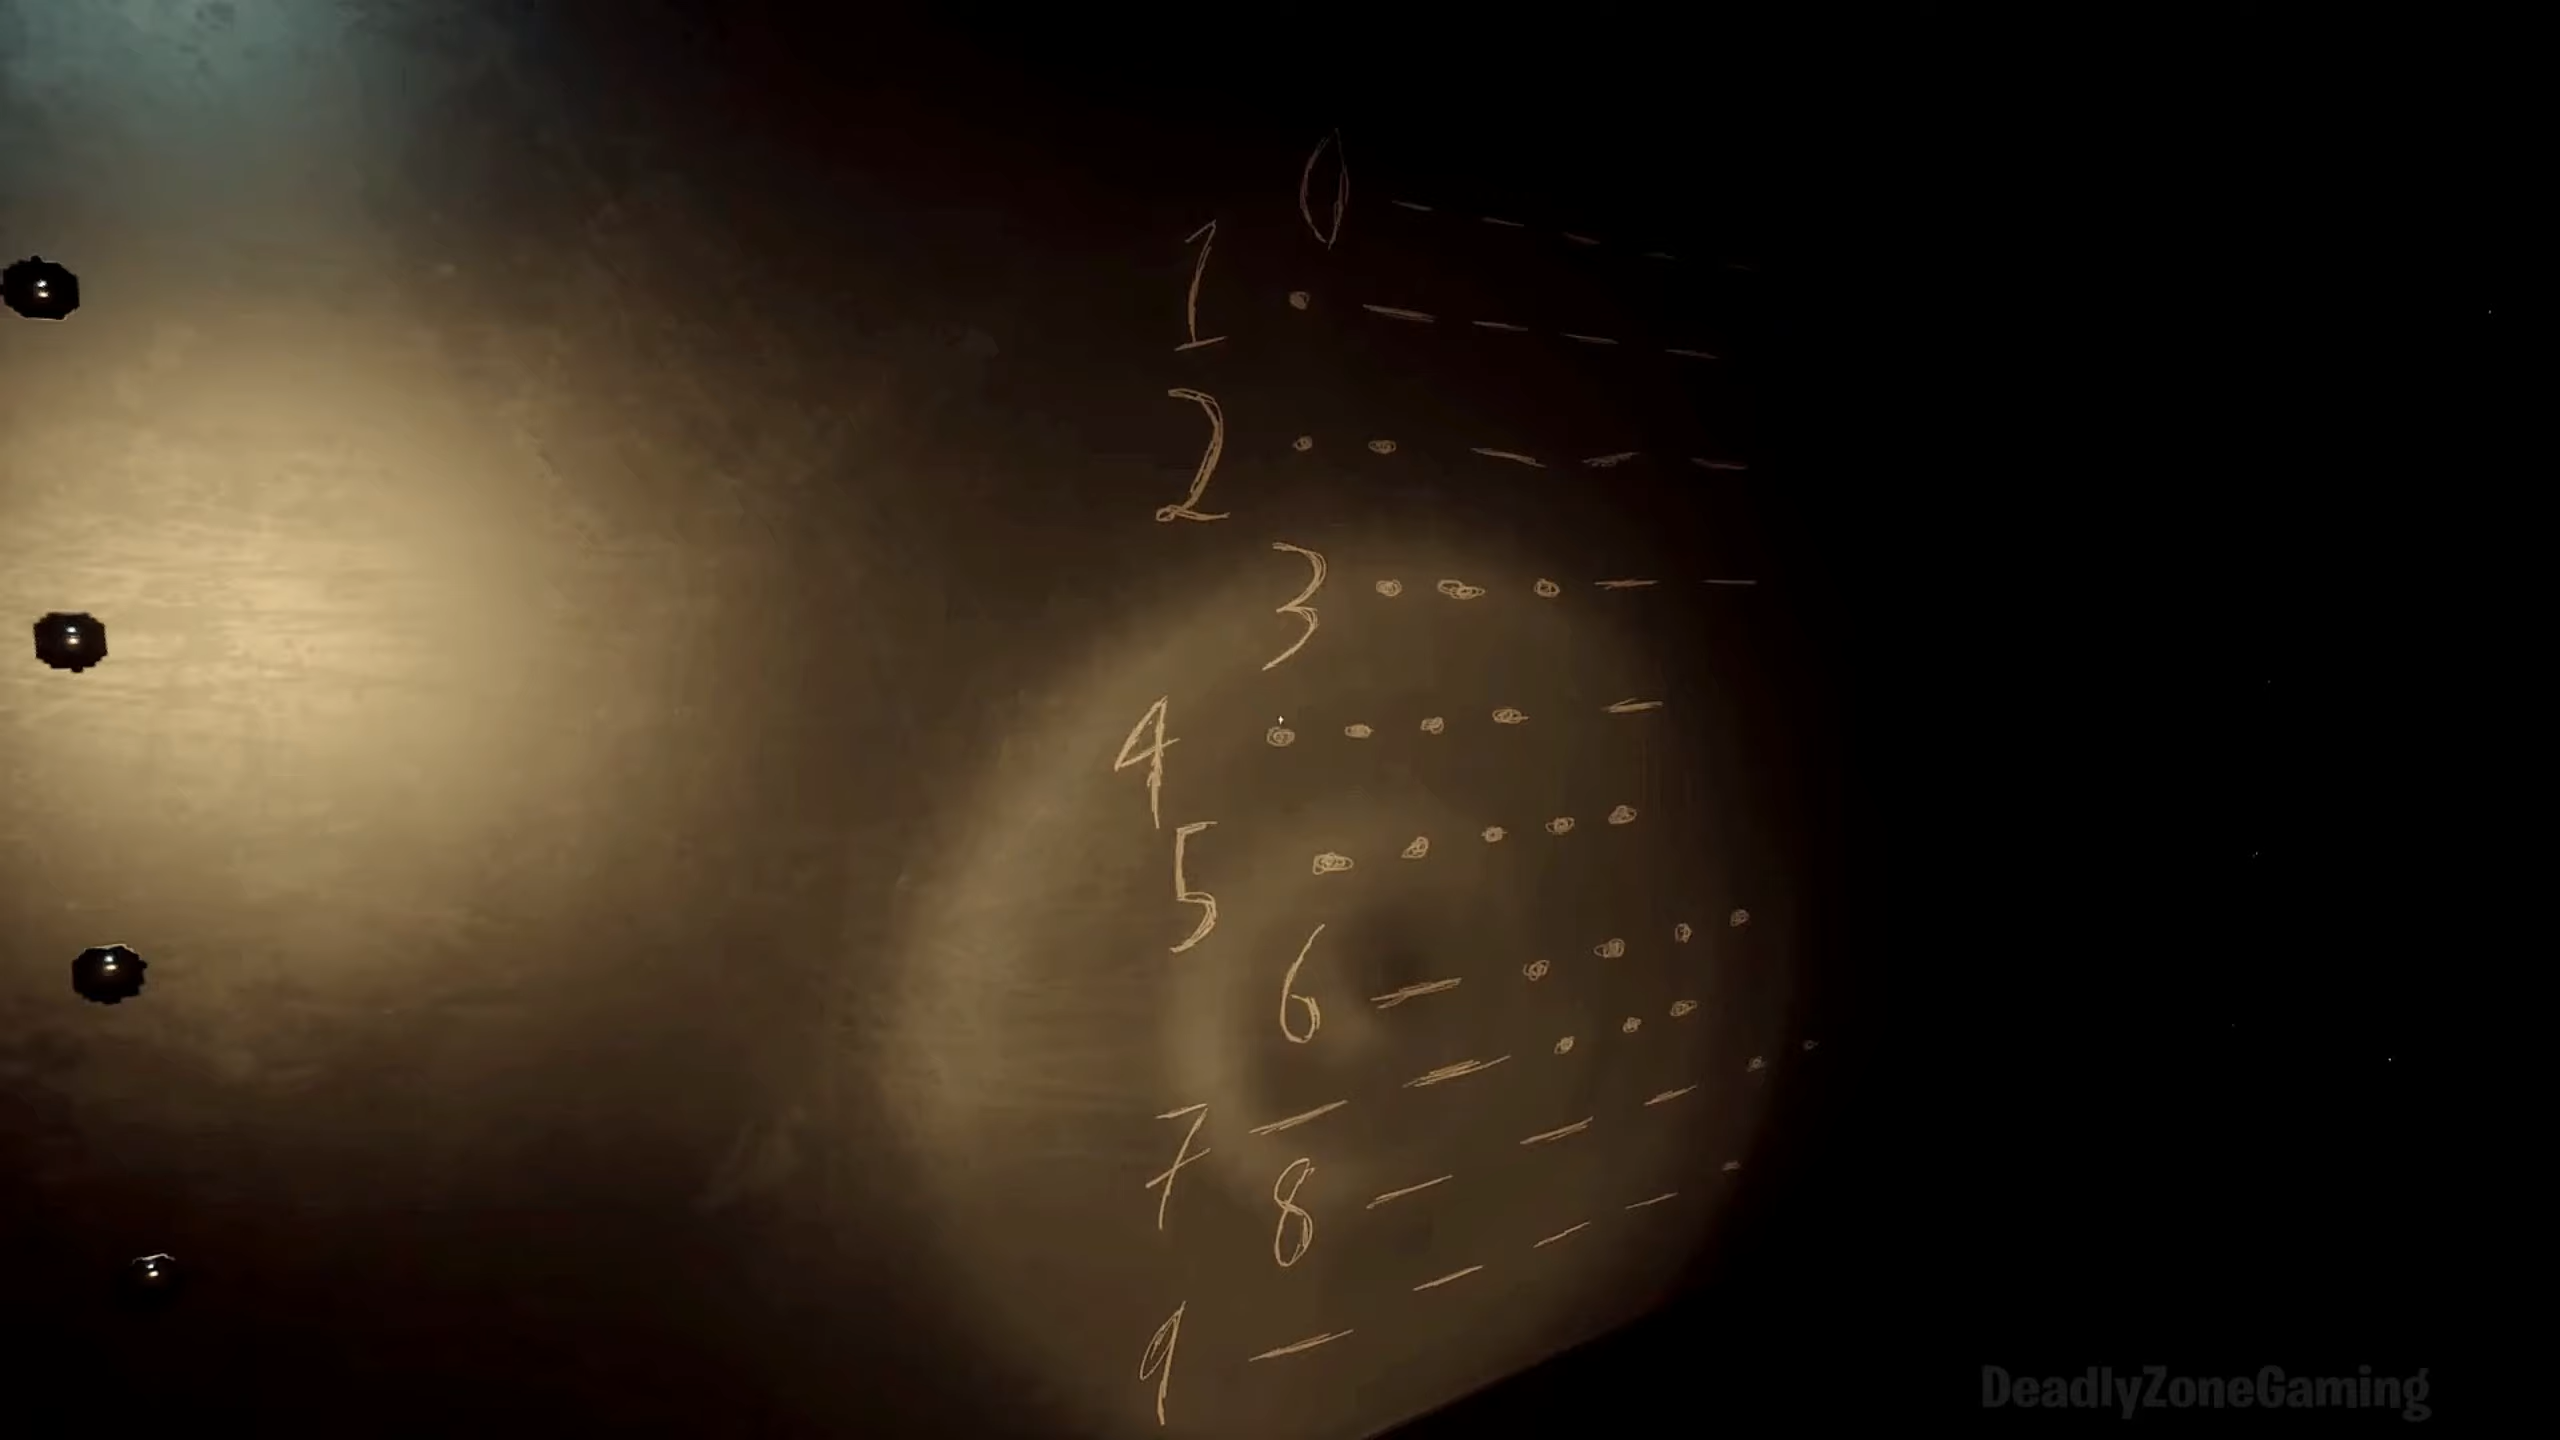 0 — — — — —
1 • — — — —
2 • • — — —
3 • • • — —
4 • • • • —
5 • • • • •
6 — • • • •
7 — — • • •
8 — — — • •
9 — — — — •
DeadlyZoneGaming